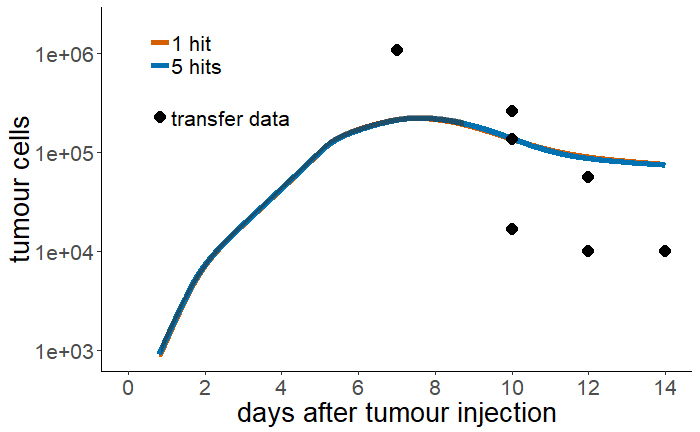 1 hit
5 hits
transfer data
tumour cells
1e+06
1e+05
1e+04
1e+03
0 2 4 6 8 10 12 14
days after tumour injection